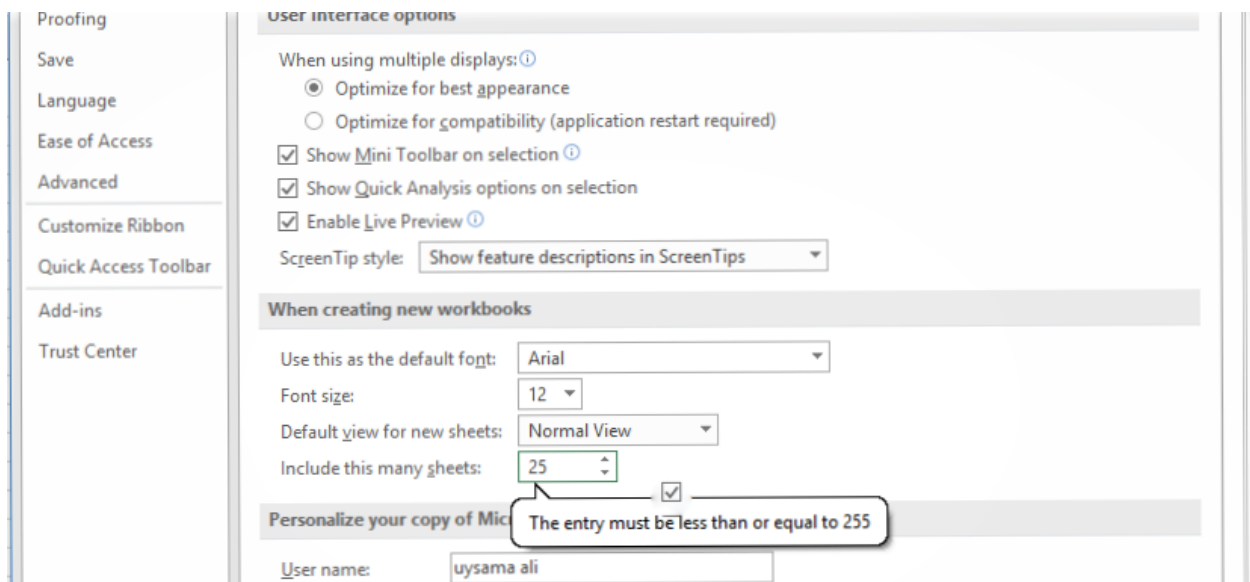 Proofing
Save
Language
Ease of Access
Advanced
Customize Ribbon
Quick Access Toolbar
Add-ins
Trust Center
User Interface options
When using multiple displays:
Optimize for best appearance
Optimize for compatibility (application restart required)
Show Mini Toolbar on selection
Show Quick Analysis options on selection
Enable Live Preview
ScreenTip style: Show feature descriptions in ScreenTips
When creating new workbooks
Use this as the default font: Arial
Font size: 12
Default view for new sheets: Normal View
Include this many sheets: 25
The entry must be less than or equal to 255
Personalize your copy of Mic
User name: uysama ali